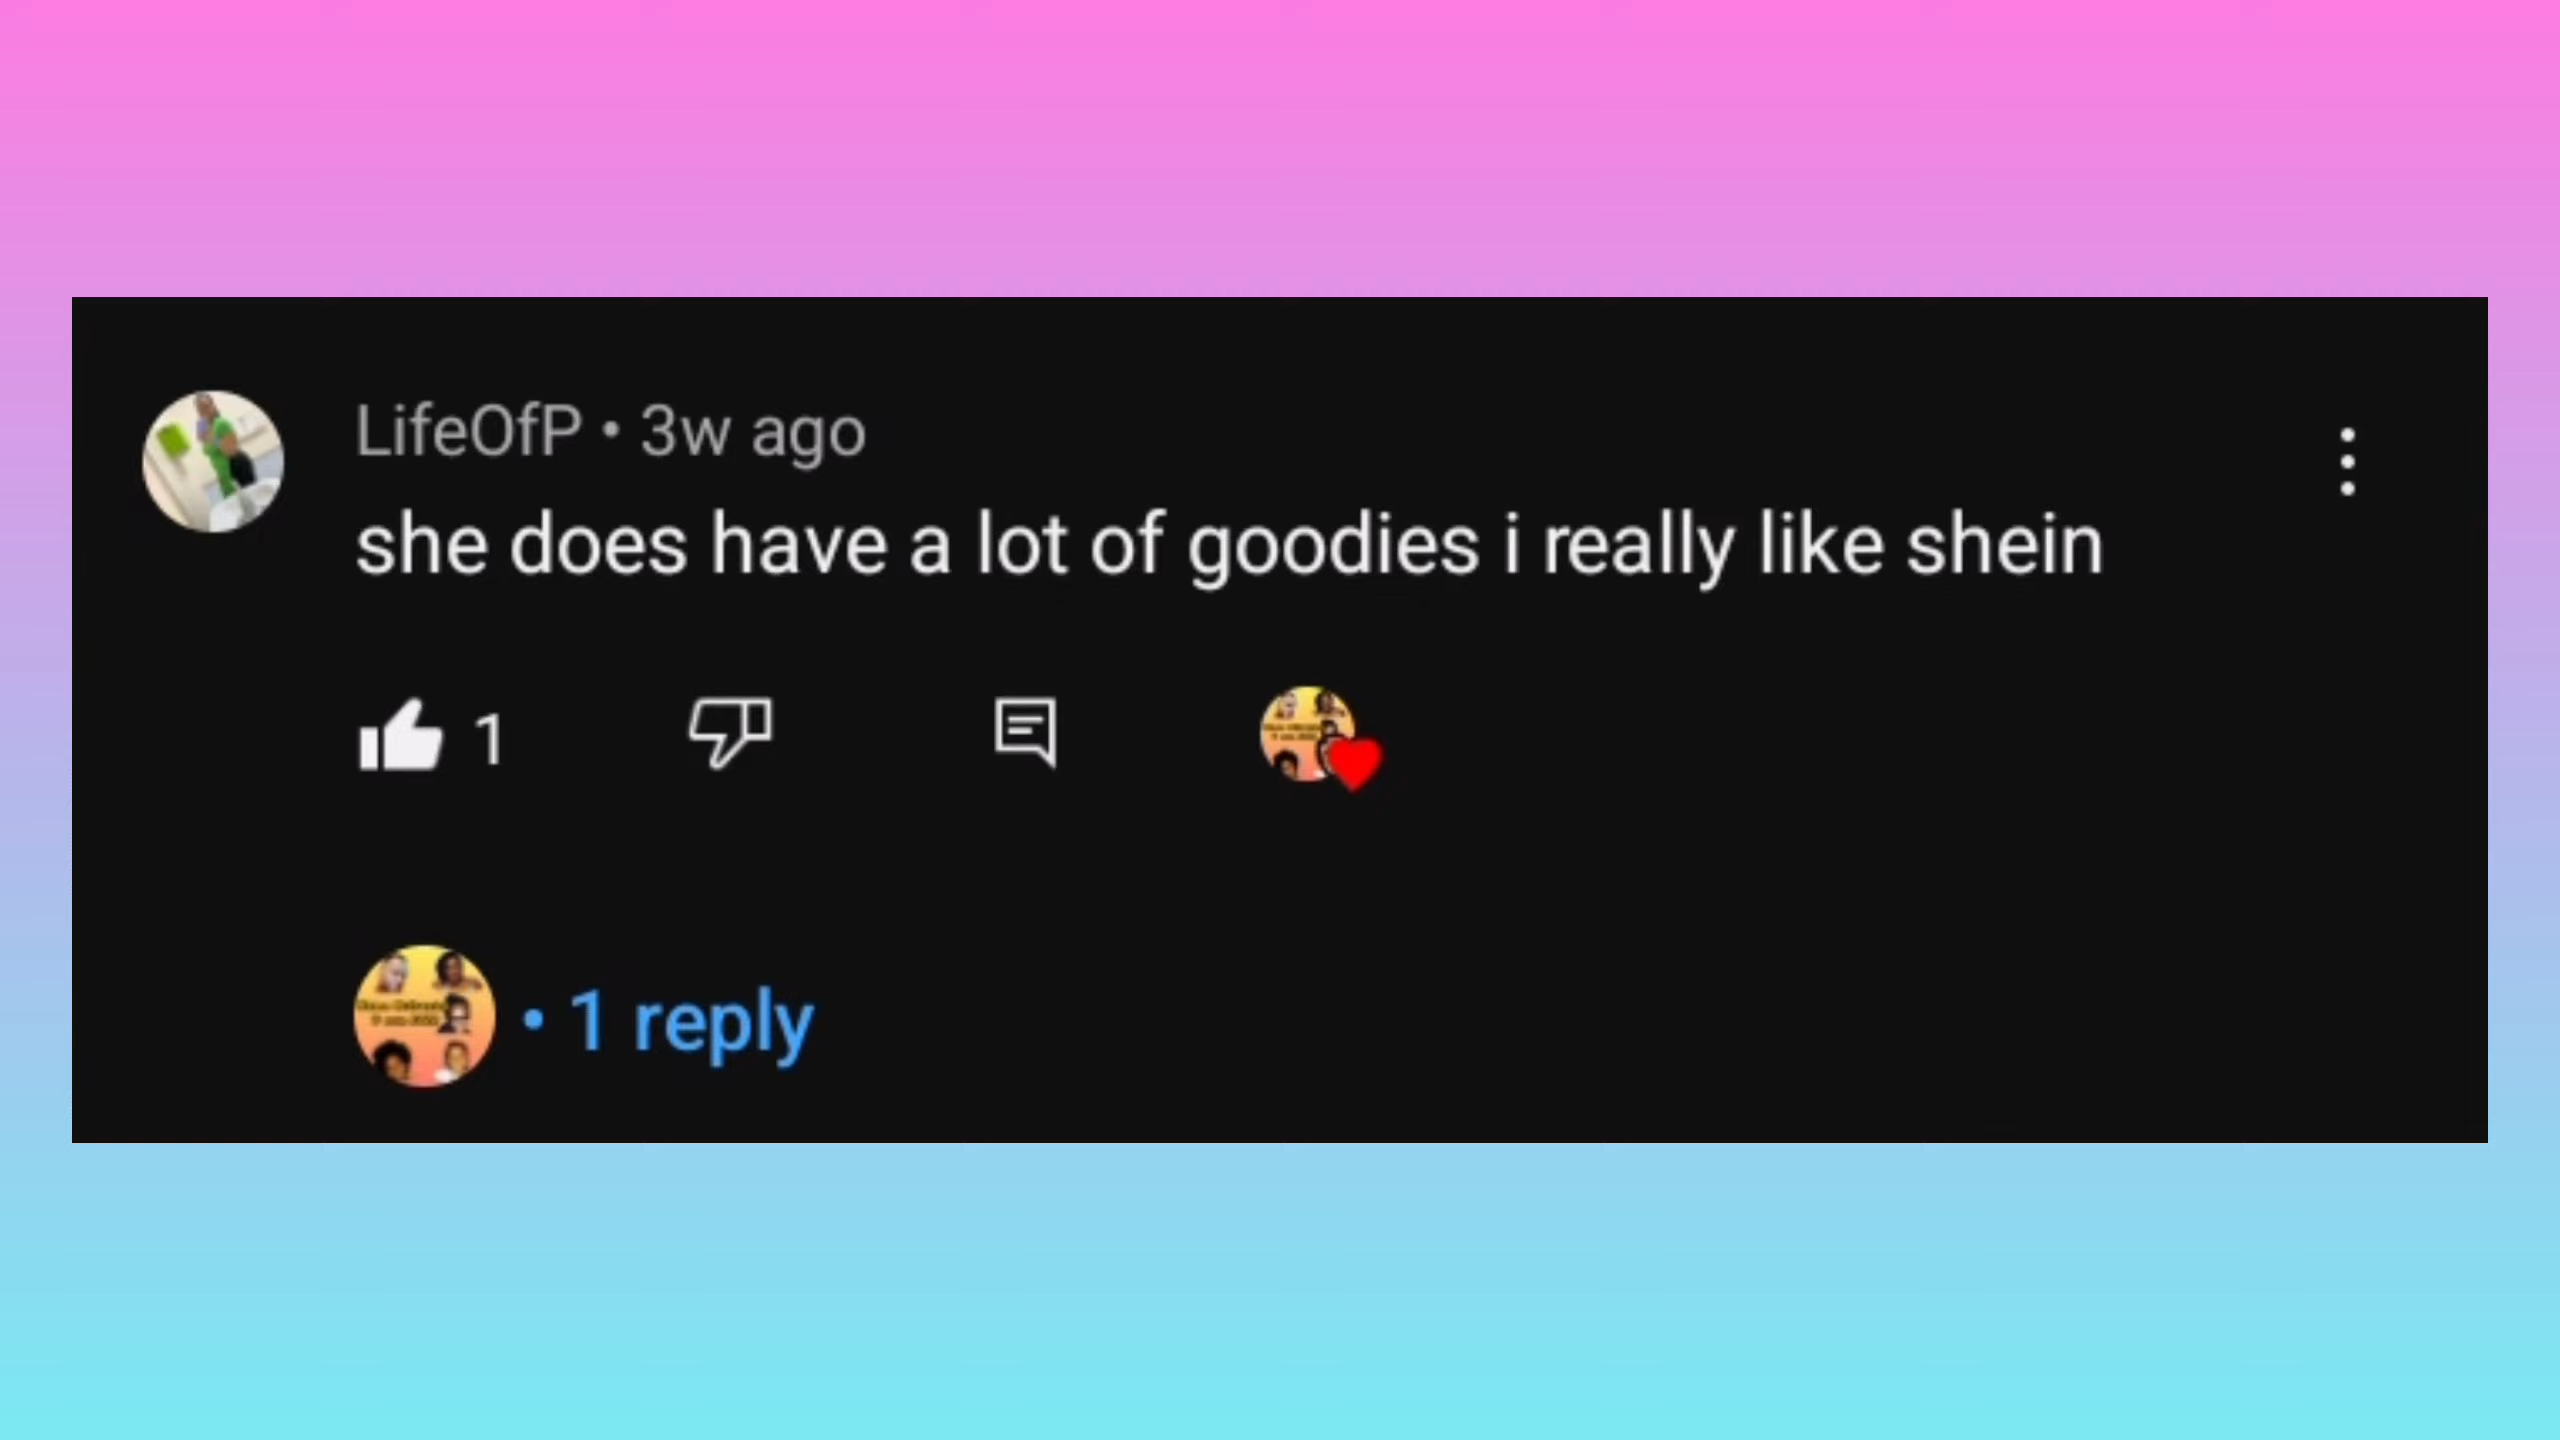 LifeOfP • 3w ago
she does have a lot of goodies i really like shein
1
• 1 reply